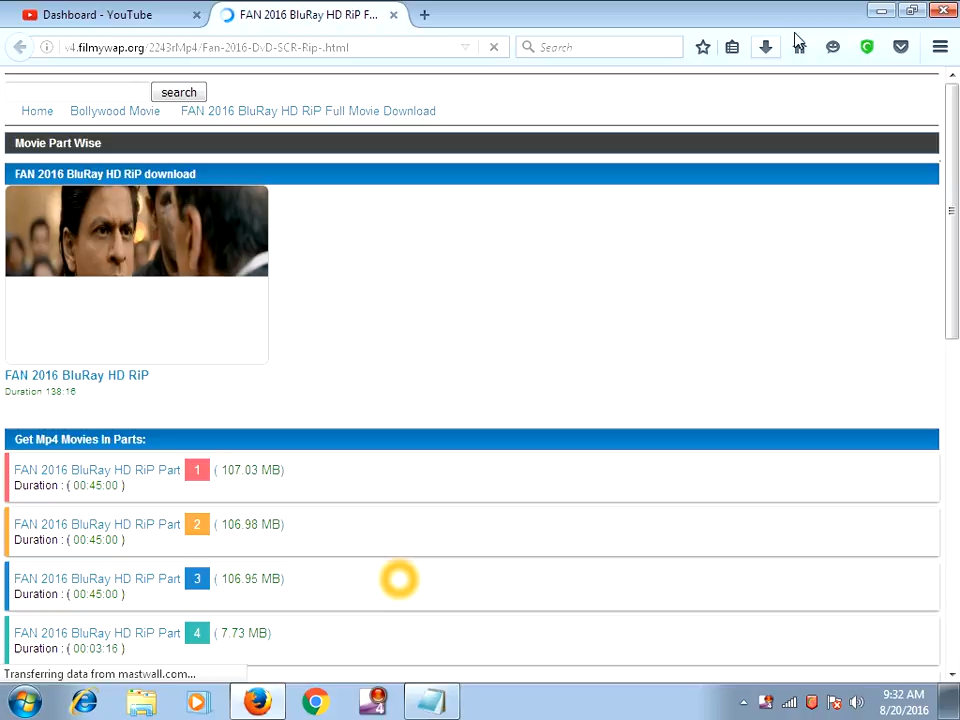 Dashboard - YouTube
FAN 2016 BluRay HD RiP F...
v4.filmywap.org/2243rMp4/Fan-2016-DvD-SCR-Rip-.html
Search
search
Home Bollywood Movie FAN 2016 BluRay HD RiP Full Movie Download
Movie Part Wise
FAN 2016 BluRay HD RiP download
FAN 2016 BluRay HD RiP
Duration 138:16
Get Mp4 Movies In Parts:
FAN 2016 BluRay HD RiP Part 1 ( 107.03 MB)
Duration : ( 00:45:00 )
FAN 2016 BluRay HD RiP Part 2 ( 106.98 MB)
Duration : ( 00:45:00 )
FAN 2016 BluRay HD RiP Part 3 ( 106.95 MB)
Duration : ( 00:45:00 )
FAN 2016 BluRay HD RiP Part 4 ( 7.73 MB)
Duration : ( 00:03:16 )
Transferring data from mastwall.com...
4
9:32 AM
8/20/2016